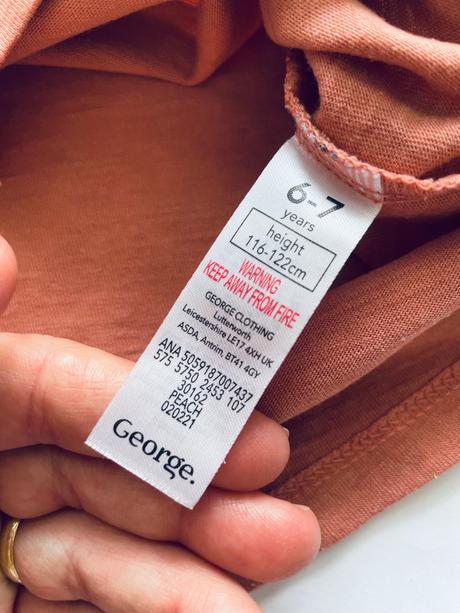 6-7
years
height
116-122cm
WARNING
KEEP AWAY FROM FIRE
GEORGE CLOTHING
Lutterworth
Leicestershire LE17 4XH UK
ASDA, Antrim, BT41 4GY
ANA 5059187007437
575 5750 2453 107
30162
PEACH
020221
George.